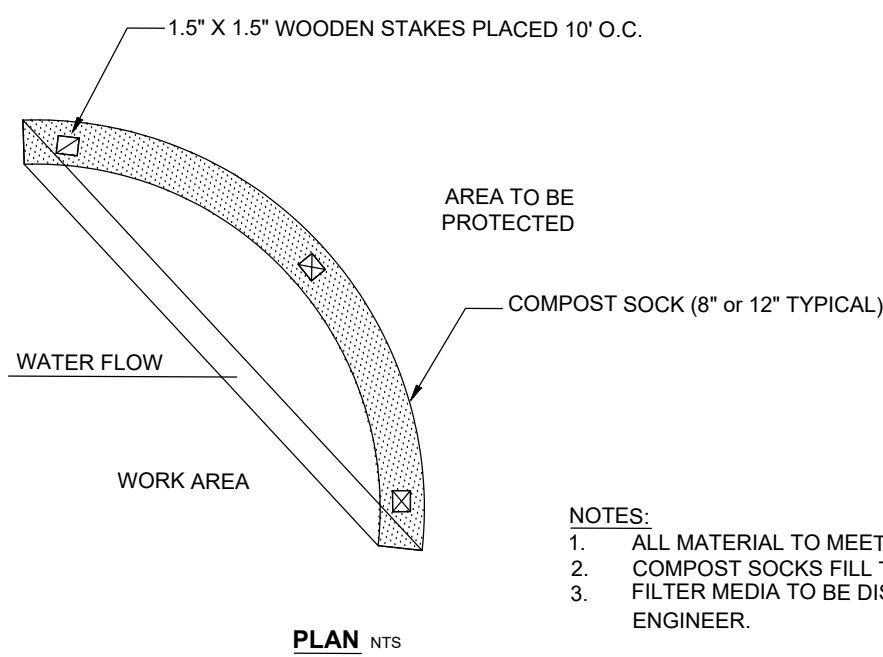 1.5" X 1.5" WOODEN STAKES PLACED 10' O.C.
AREA TO BE
PROTECTED
COMPOST SOCK (8" or 12" TYPICAL)
WATER FLOW
WORK AREA
NOTES:
1. ALL MATERIAL TO MEET
2. COMPOST SOCKS FILL
3. FILTER MEDIA TO BE
ENGINEER.
PLAN NTS